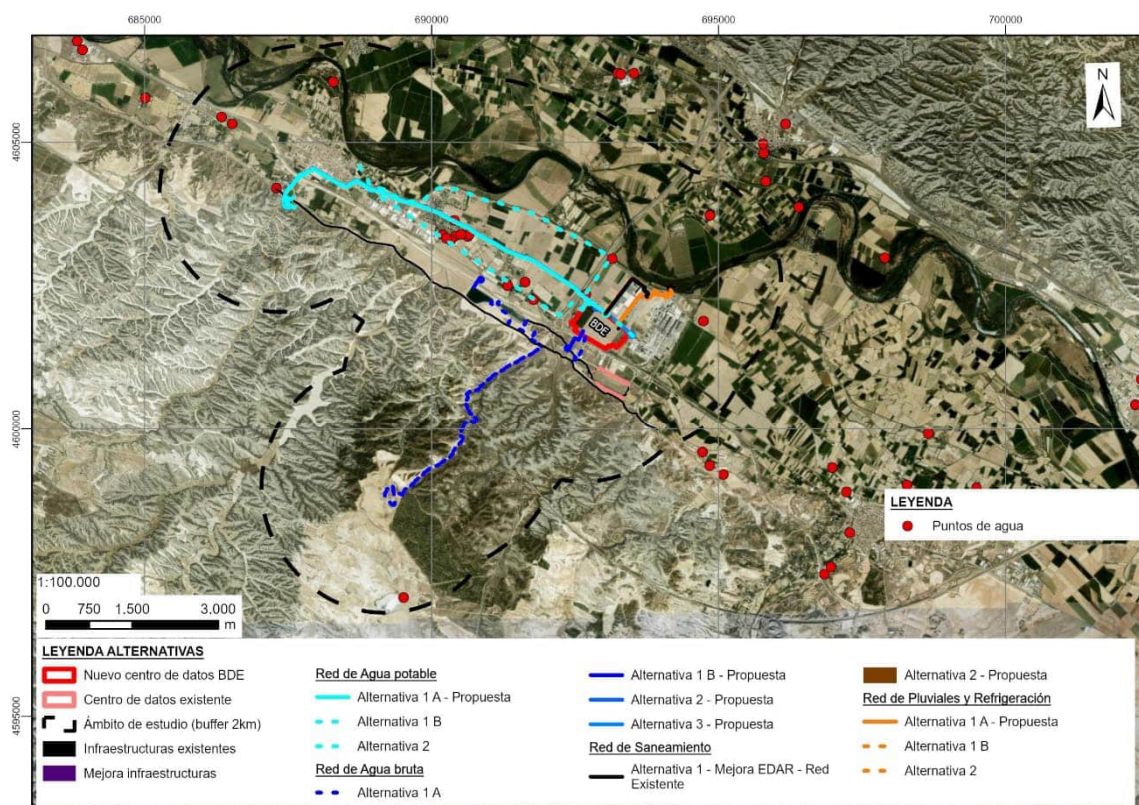 685000 690000 695000 700000
N
4605000
4600000
4595000
BDE
LEYENDA
Puntos de agua
1:100.000
0 750 1.500 3.000
m
LEYENDA ALTERNATIVAS
Nuevo centro de datos BDE
Centro de datos existente
Ámbito de estudio (buffer 2km)
Infraestructuras existentes
Mejora infraestructuras
Red de Agua potable
Alternativa 1 A - Propuesta
Alternativa 1 B
Alternativa 2
Red de Agua bruta
Alternativa 1 A
Alternativa 1 B - Propuesta
Alternativa 2 - Propuesta
Alternativa 3 - Propuesta
Red de Saneamiento
Alternativa 1 - Mejora EDAR - Red
Existente
Alternativa 2 - Propuesta
Red de Pluviales y Refrigeración
Alternativa 1 A - Propuesta
Alternativa 1 B
Alternativa 2